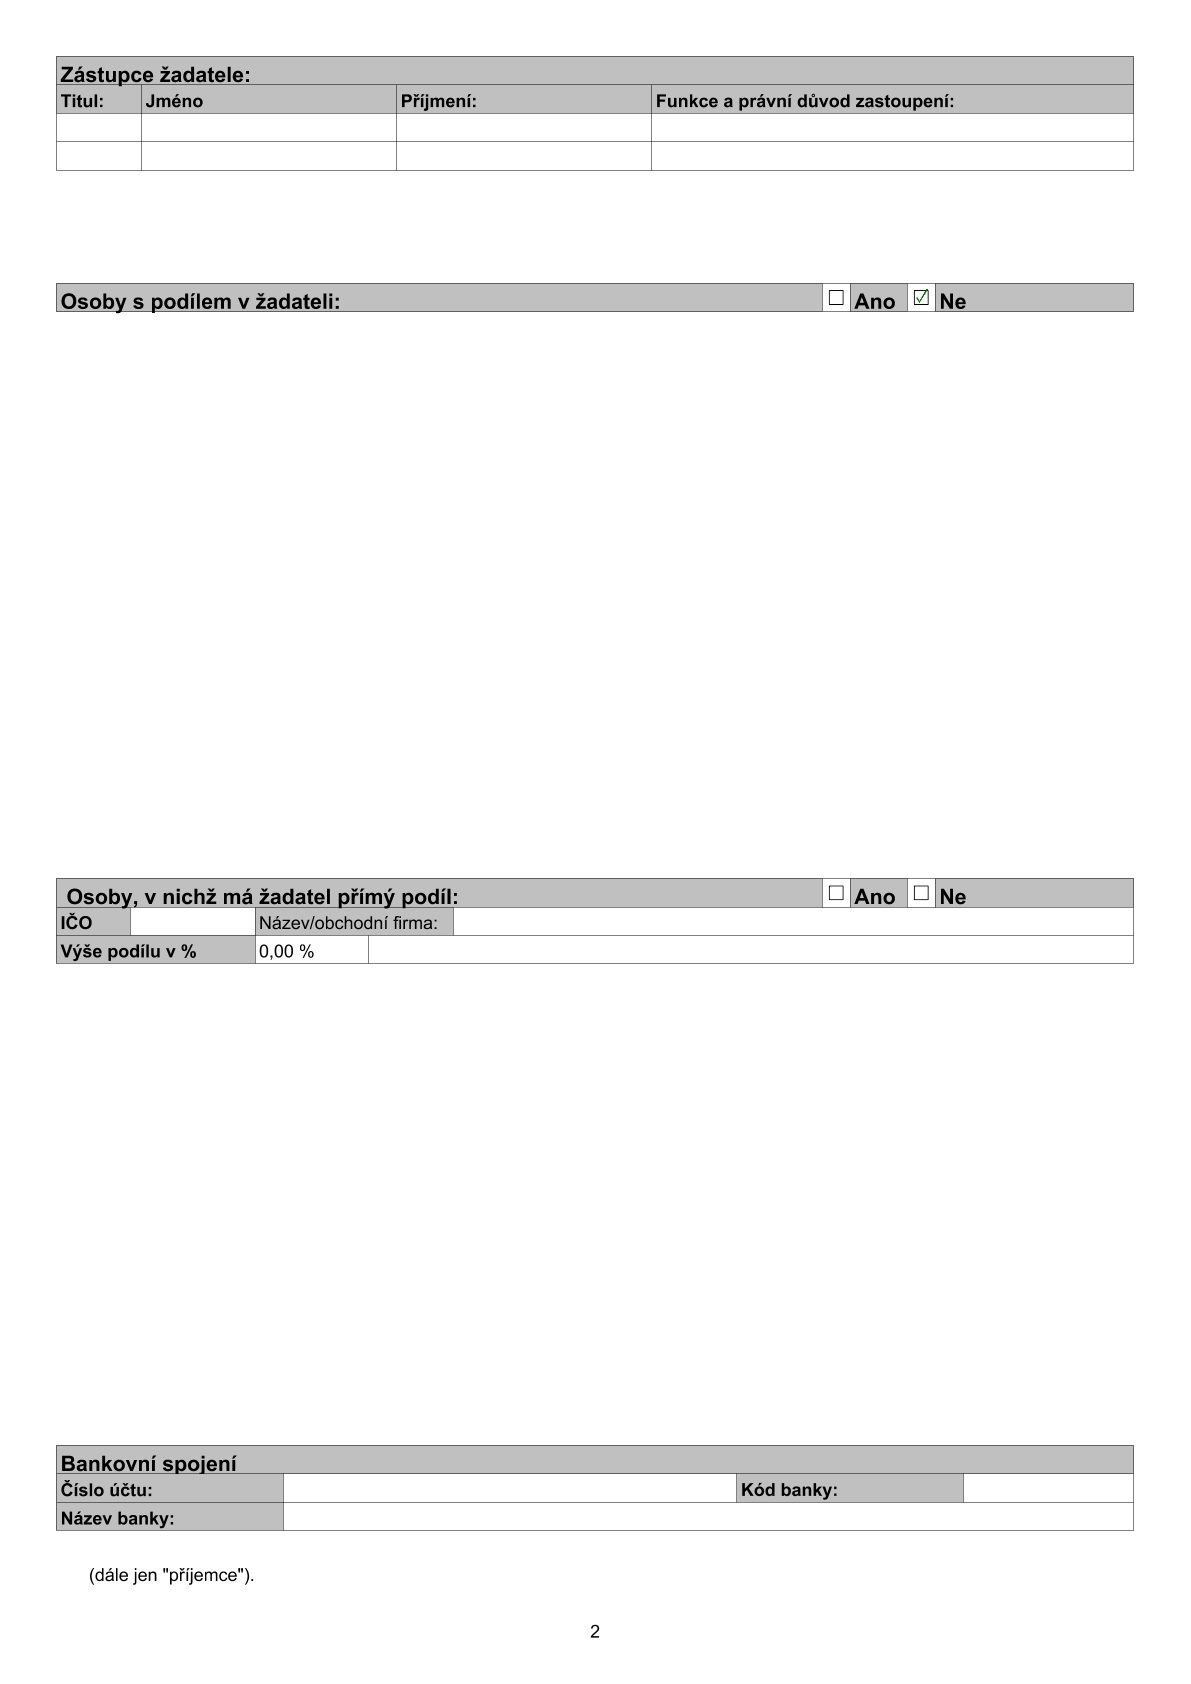 Zástupce žadatele:
Titul: Jméno Příjmení: Funkce a právní důvod zastoupení:
Osoby s podílem v žadateli: ☐ Ano ☑ Ne
Osoby, v nichž má žadatel přímý podíl: ☐ Ano ☐ Ne
IČO Název/obchodní firma:
Výše podílu v % 0,00 %
Bankovní spojení
Číslo účtu: Kód banky:
Název banky:
(dále jen "příjemce").
2